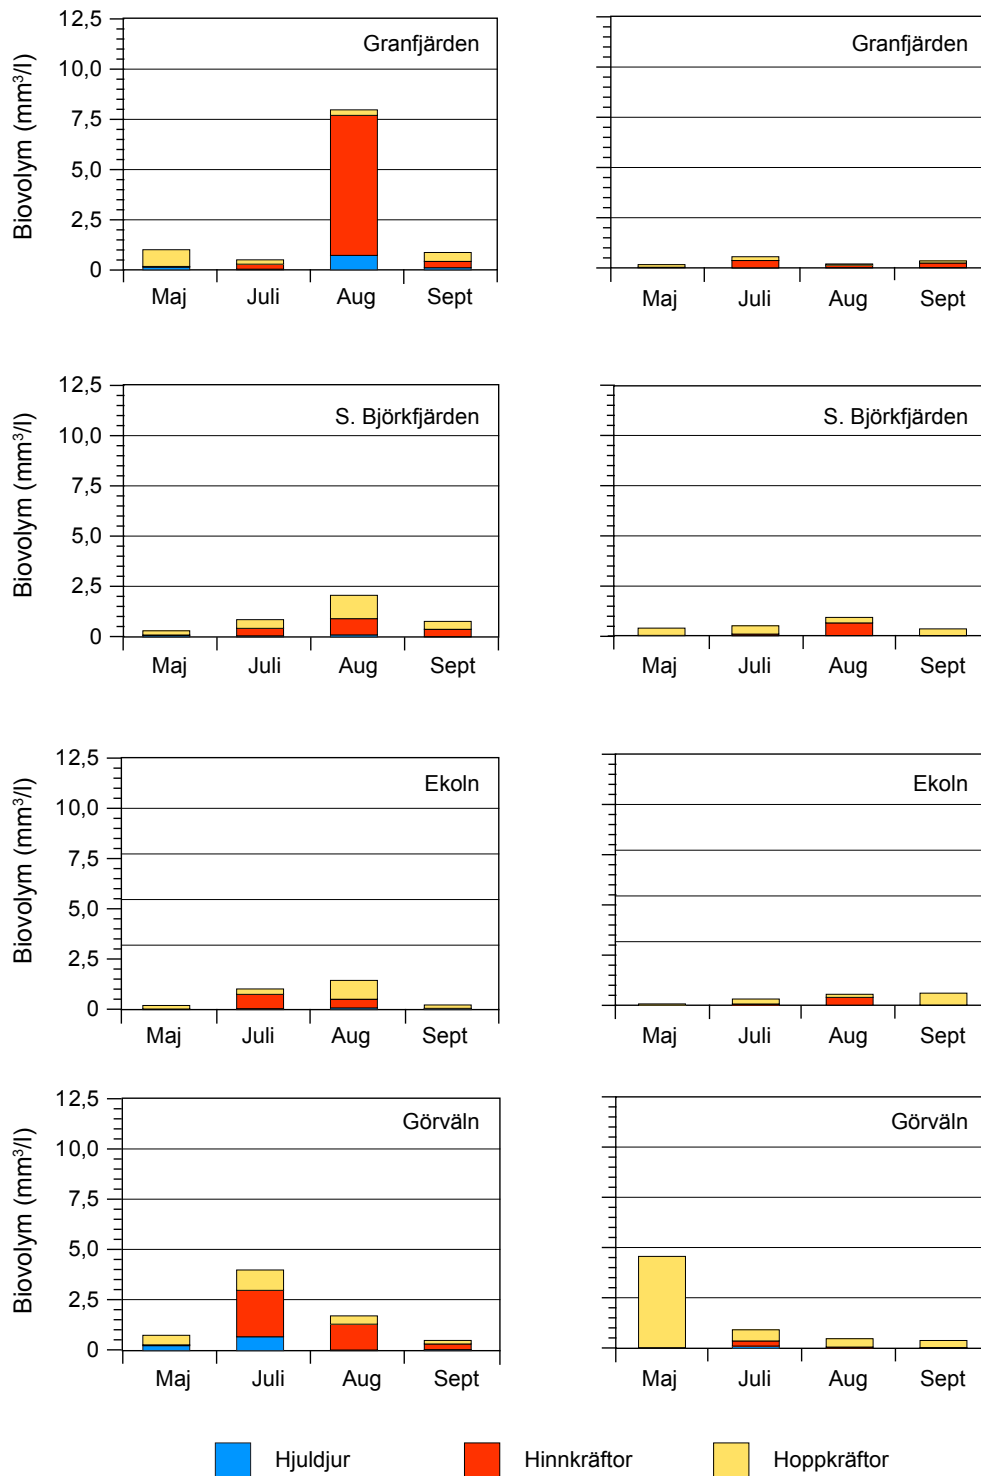 12,5
Granfjärden
Granfjärden
10,0
7,5
5,0
2,5
0
Biovolym (mm³/l)
Maj Juli Aug Sept
Maj Juli Aug Sept
12,5
S. Björkfjärden
S. Björkfjärden
10,0
7,5
5,0
2,5
0
Biovolym (mm³/l)
Maj Juli Aug Sept
Maj Juli Aug Sept
12,5
Ekoln
Ekoln
10,0
7,5
5,0
2,5
0
Biovolym (mm³/l)
Maj Juli Aug Sept
Maj Juli Aug Sept
12,5
Görväln
Görväln
10,0
7,5
5,0
2,5
0
Biovolym (mm³/l)
Maj Juli Aug Sept
Maj Juli Aug Sept
Hjuldjur Hinnkräftor Hoppkräftor